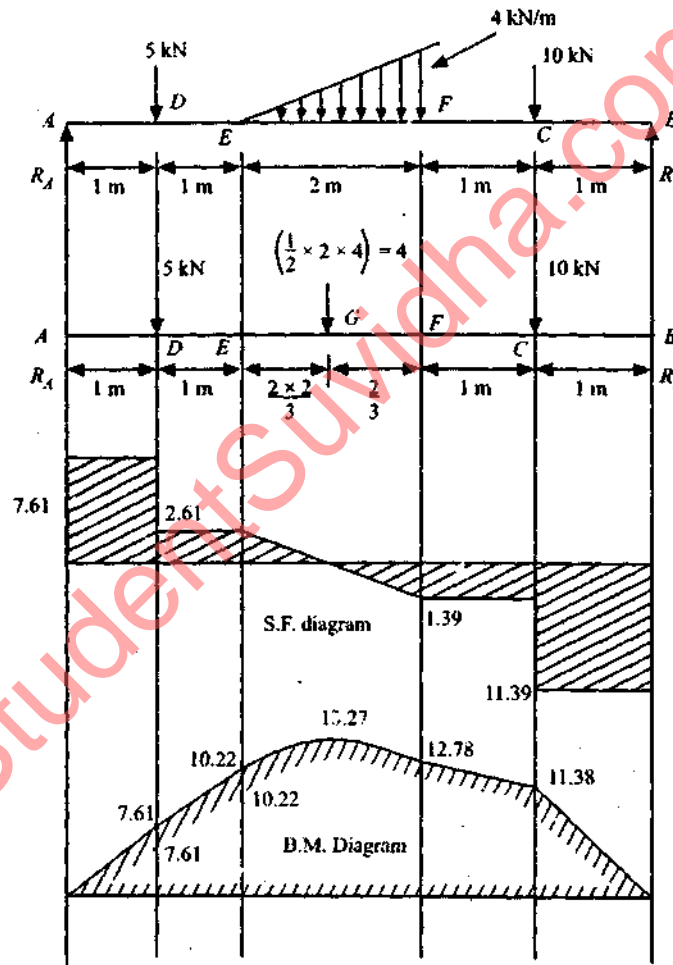 4 kN/m
5 kN
10 kN
D
F
A
E
C
B
R_A
1 m
1 m
2 m
1 m
1 m
R
(1/2 × 2 × 4) = 4
5 kN
10 kN
G
F
A
D
E
C
B
R_A
1 m
1 m
2 × 2/3
2/3
1 m
1 m
R
7.61
2.61
S.F. diagram
1.39
11.39
10.22
12.78
11.38
10.22
7.61
7.61
B.M. Diagram
studentSuvidha.com